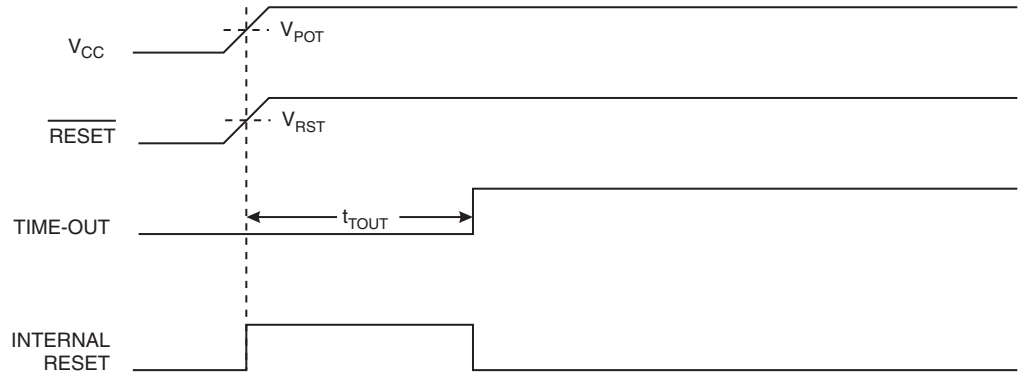 V_CC
V_POT
RESET
V_RST
TIME-OUT
t_TOUT
INTERNAL
RESET